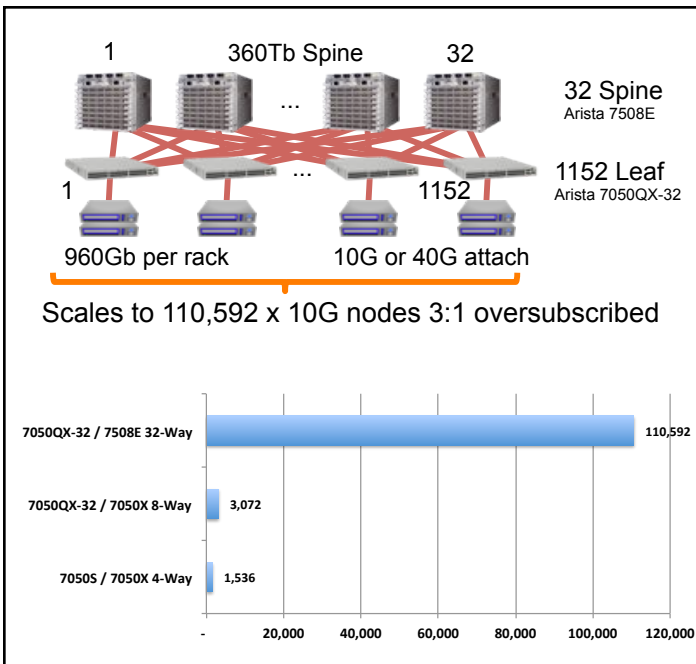 1 360Tb Spine 32
...
32 Spine
Arista 7508E
...
1 1152
1152 Leaf
Arista 7050QX-32
960Gb per rack 10G or 40G attach
Scales to 110,592 x 10G nodes 3:1 oversubscribed
7050QX-32 / 7508E 32-Way 110,592
7050QX-32 / 7050X 8-Way 3,072
7050S / 7050X 4-Way 1,536
- 20,000 40,000 60,000 80,000 100,000 120,000